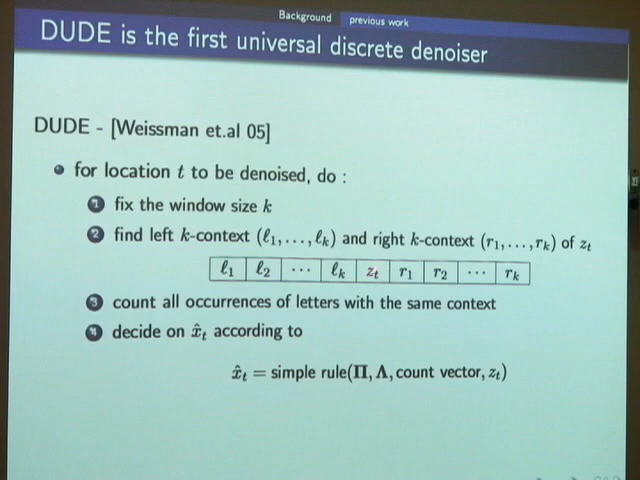 Background previous work
DUDE is the first universal discrete denoiser
DUDE - [Weissman et.al 05]
for location t to be denoised, do :
1 fix the window size k
2 find left k-context (ℓ₁, . . . , ℓₖ) and right k-context (r₁, . . . , rₖ) of zₜ
ℓ₁ ℓ₂ ··· ℓₖ zₜ r₁ r₂ ··· rₖ
3 count all occurrences of letters with the same context
4 decide on x̂ₜ according to
x̂ₜ = simple rule(Π, Λ, count vector, zₜ)